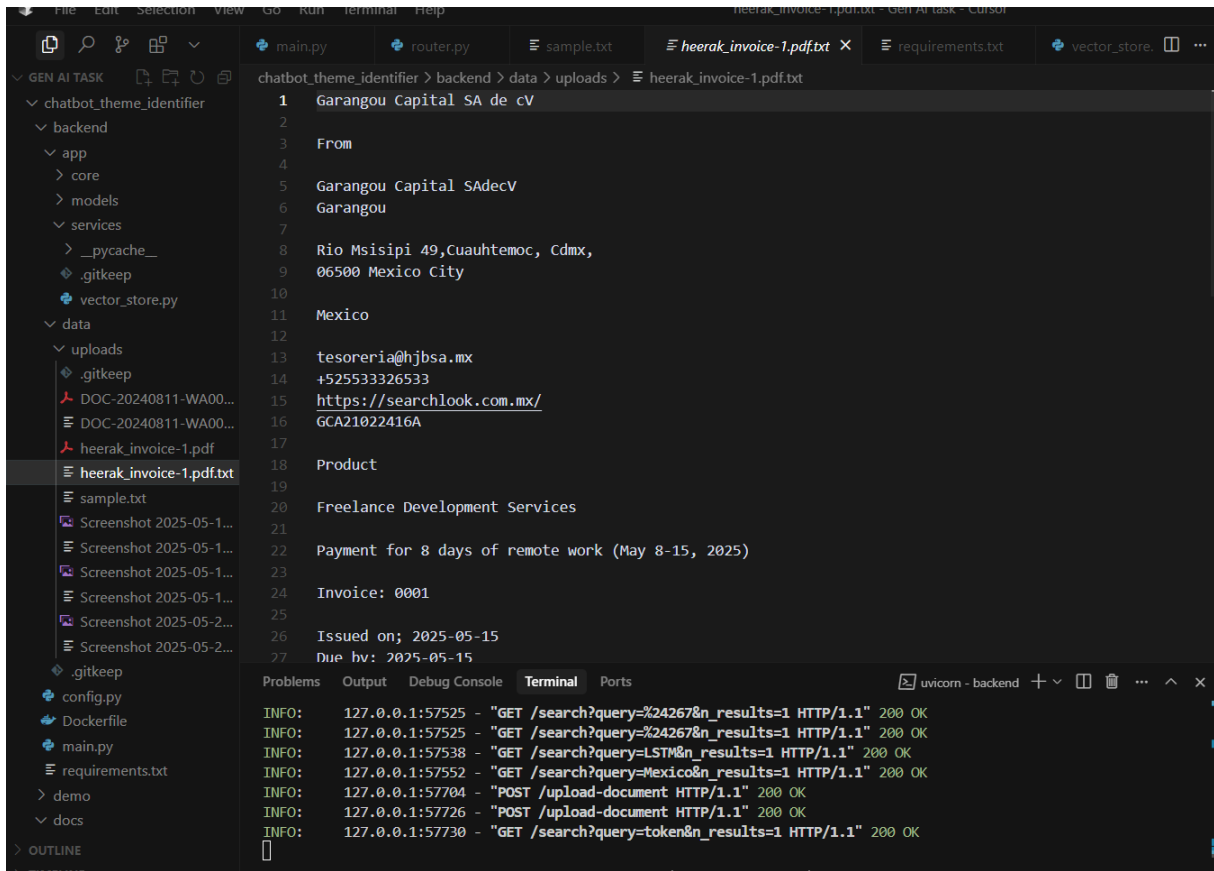 File Edit Selection View Go Run Terminal Help
heerak_invoice-1.pdf.txt - Gen AI task - Cursor
main.py
router.py
sample.txt
heerak_invoice-1.pdf.txt
requirements.txt
vector_store.
GEN AI TASK
chatbot_theme_identifier > backend > data > uploads > heerak_invoice-1.pdf.txt
chatbot_theme_identifier
backend
app
core
models
services
__pycache__
.gitkeep
vector_store.py
data
uploads
.gitkeep
DOC-20240811-WA00...
DOC-20240811-WA00...
heerak_invoice-1.pdf
heerak_invoice-1.pdf.txt
sample.txt
Screenshot 2025-05-1...
Screenshot 2025-05-1...
Screenshot 2025-05-1...
Screenshot 2025-05-1...
Screenshot 2025-05-2...
Screenshot 2025-05-2...
.gitkeep
config.py
Dockerfile
main.py
requirements.txt
demo
docs
OUTLINE
1 Garangou Capital SA de cV
2
3 From
4
5 Garangou Capital SAdecV
6 Garangou
7
8 Rio Msisipi 49,Cuauhtemoc, Cdmx,
9 06500 Mexico City
10
11 Mexico
12
13 tesoreria@hjbsa.mx
14 +525533326533
15 https://searchlook.com.mx/
16 GCA21022416A
17
18 Product
19
20 Freelance Development Services
21
22 Payment for 8 days of remote work (May 8-15, 2025)
23
24 Invoice: 0001
25
26 Issued on; 2025-05-15
27 Due by: 2025-05-15
Problems Output Debug Console Terminal Ports
uvicorn - backend
INFO: 127.0.0.1:57525 - "GET /search?query=%24267&n_results=1 HTTP/1.1" 200 OK
INFO: 127.0.0.1:57525 - "GET /search?query=%24267&n_results=1 HTTP/1.1" 200 OK
INFO: 127.0.0.1:57538 - "GET /search?query=LSTM&n_results=1 HTTP/1.1" 200 OK
INFO: 127.0.0.1:57552 - "GET /search?query=Mexico&n_results=1 HTTP/1.1" 200 OK
INFO: 127.0.0.1:57704 - "POST /upload-document HTTP/1.1" 200 OK
INFO: 127.0.0.1:57726 - "POST /upload-document HTTP/1.1" 200 OK
INFO: 127.0.0.1:57730 - "GET /search?query=token&n_results=1 HTTP/1.1" 200 OK